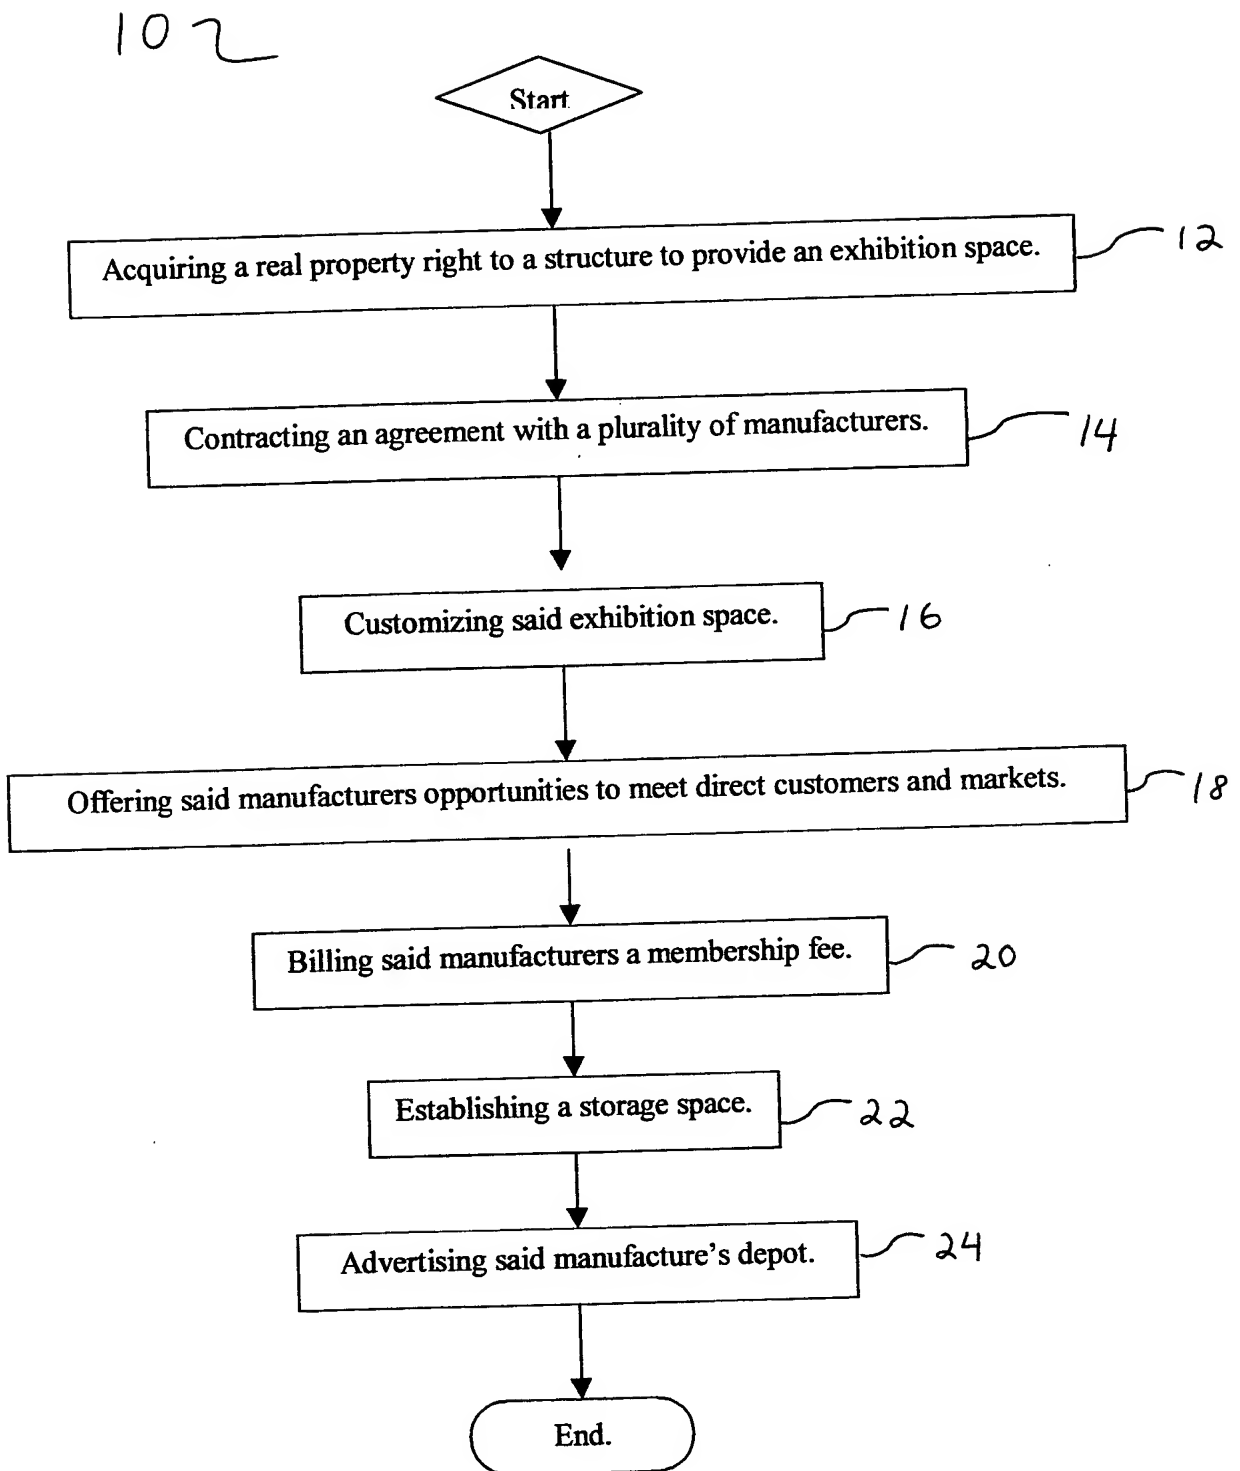 10
Start
Acquiring a real property right to a structure to provide an exhibition space.
12
Contracting an agreement with a plurality of manufacturers.
14
Customizing said exhibition space.
16
Offering said manufacturers opportunities to meet direct customers and markets.
18
Billing said manufacturers a membership fee.
20
Establishing a storage space.
22
Advertising said manufacture's depot.
24
End.